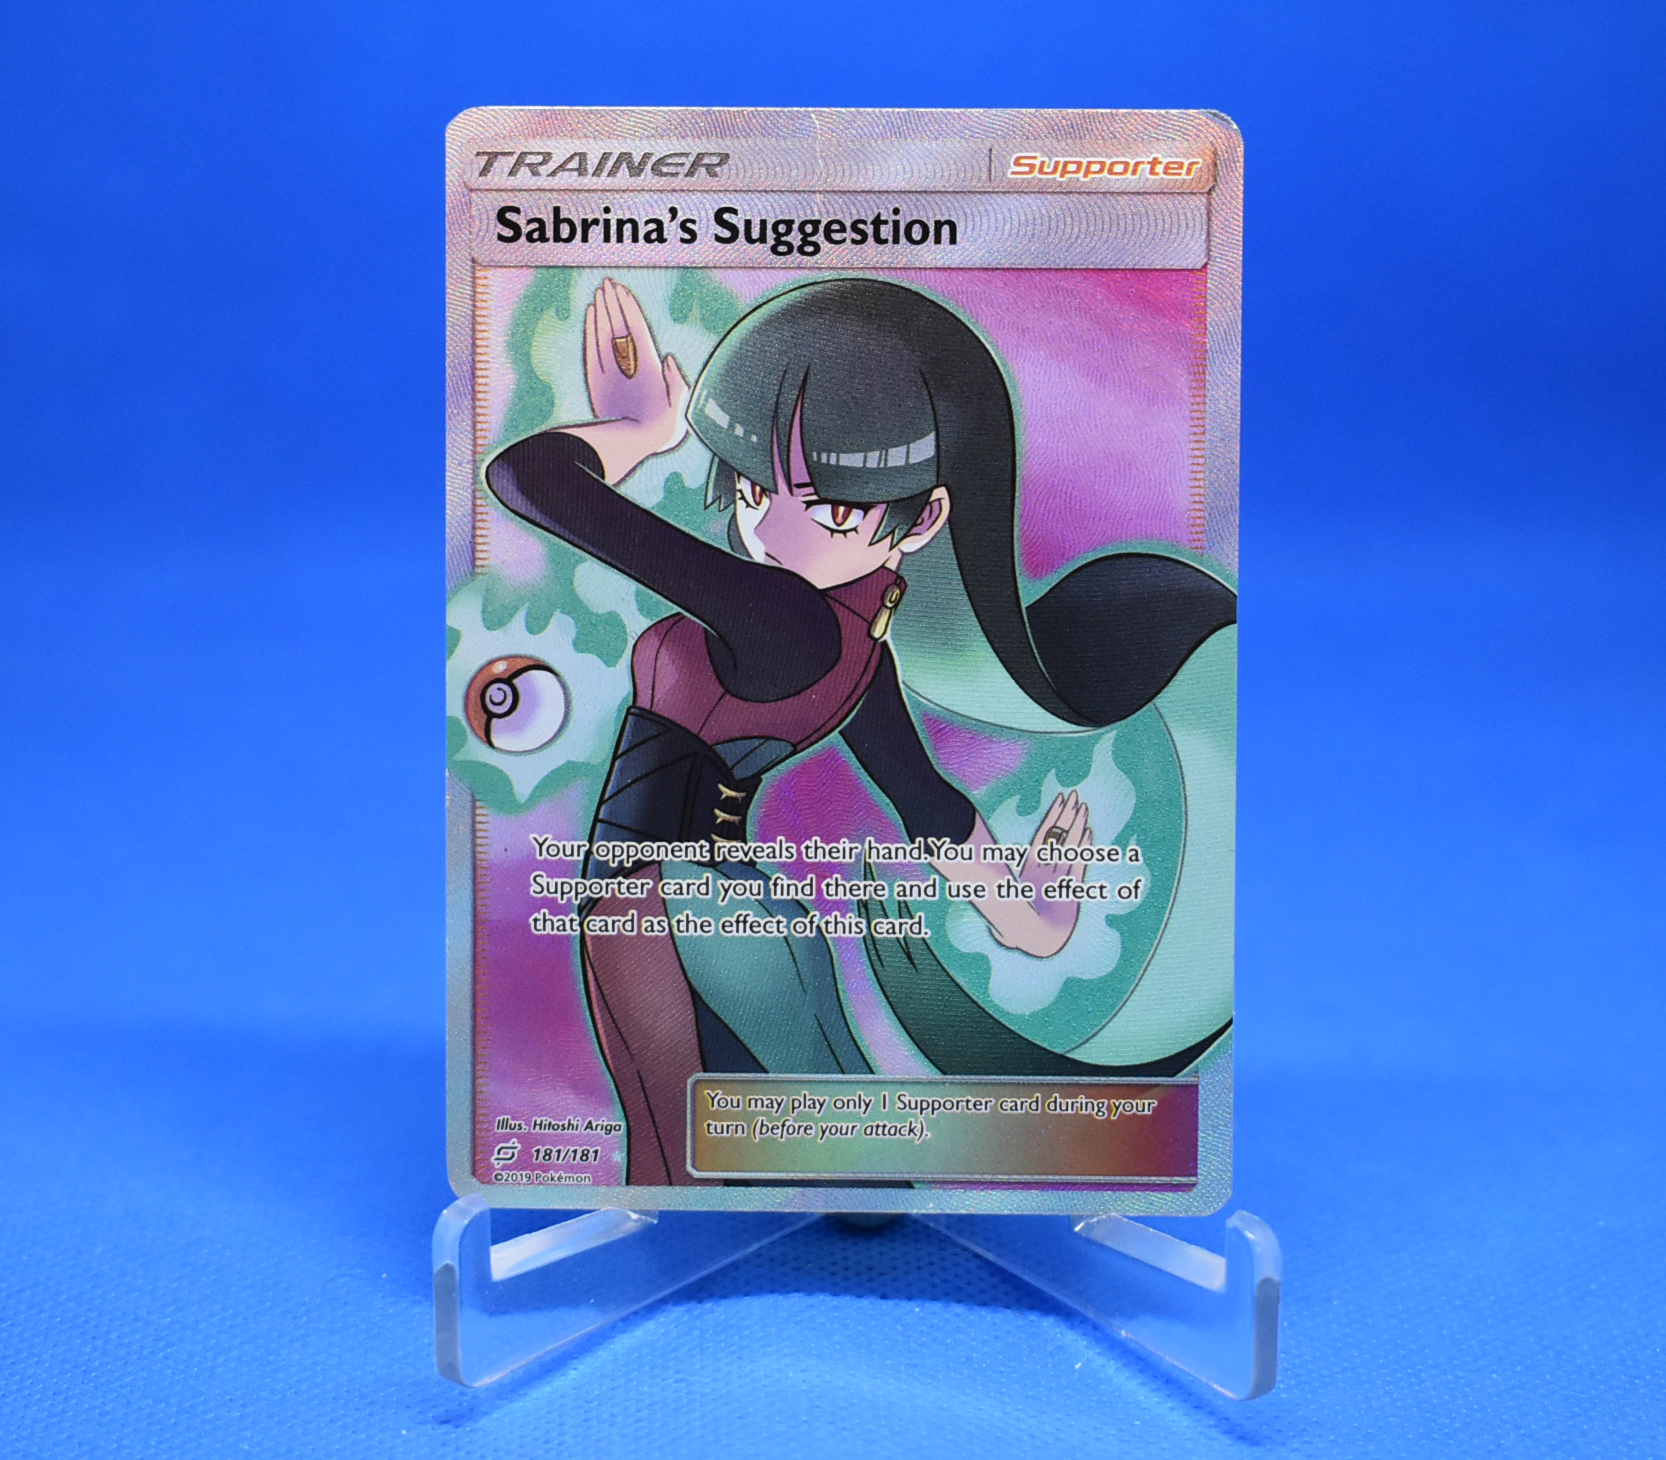 TRAINER
Supporter
Sabrina's Suggestion
Your opponent reveals their hand. You may choose a
Supporter card you find there and use the effect of
that card as the effect of this card.
You may play only 1 Supporter card during your
turn (before your attack).
Illus. Hitoshi Ariga
181/181
©2019 Pokémon